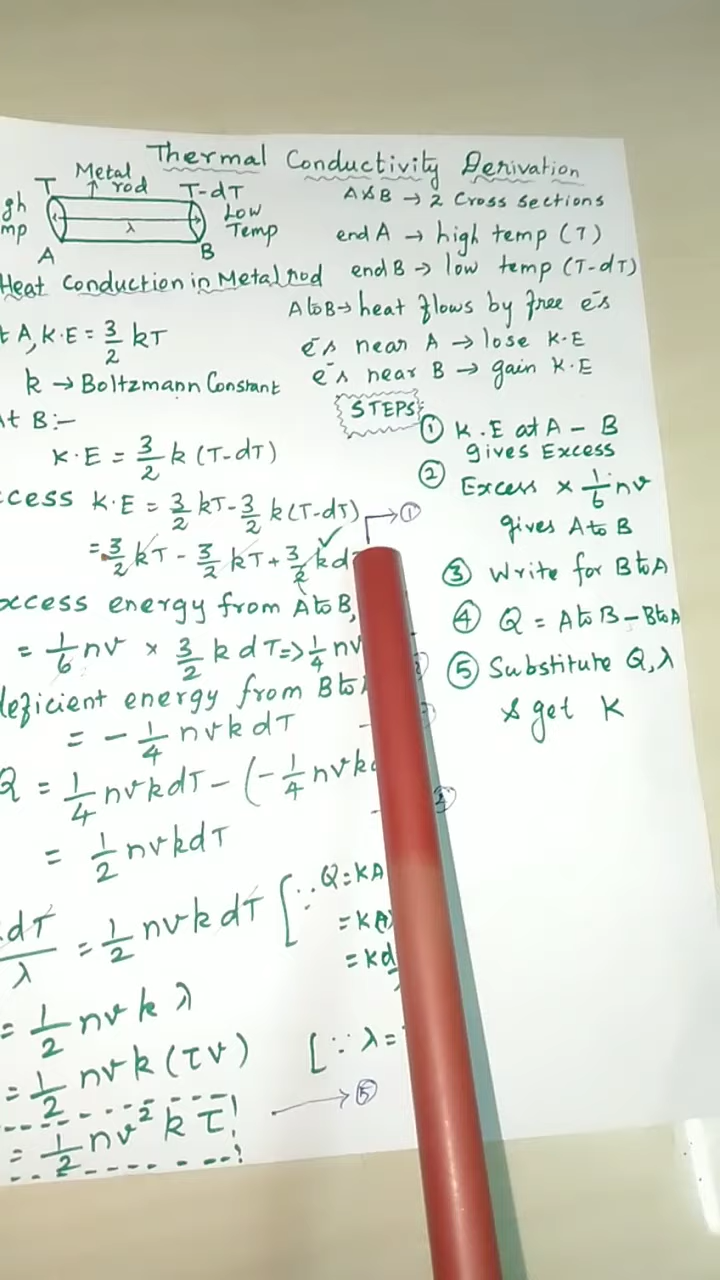 Thermal Conductivity Derivation
Metal
rod
T
T-dT
gh
mp
λ
Low
Temp
A
B
Heat Conduction in Metal rod
t A, K.E = 3/2 kT
k → Boltzmann Constant
At B:-
K.E = 3/2 k (T-dT)
cess K.E = 3/2 kT - 3/2 k(T-dT) → ①
= 3/2 kT - 3/2 kT + 3/2 kd
xcess energy from A to B,
= 1/6 nv × 3/2 k dT => 1/4 nv
deficient energy from B to
= - 1/4 nvkdT
Q = 1/4 nvkdT - (- 1/4 nvk
= 1/2 nvkdT
dT/λ = 1/2 nvk dT [∵ Q = KA
= KA
= Kd
= 1/2 nv k λ
= 1/2 nvk (τv) [∵ λ =
= 1/2 nv² k τ! → ⑤
A & B → 2 Cross sections
end A → high temp (T)
end B → low temp (T-dT)
A to B → heat flows by free e⁻s
e⁻s near A → lose K.E
e⁻s near B → gain K.E
STEPS
① K.E at A - B
gives Excess
② Excess × 1/6 nv
gives A to B
③ Write for B to A
④ Q = A to B - B to A
⑤ Substitute Q, λ
& get K